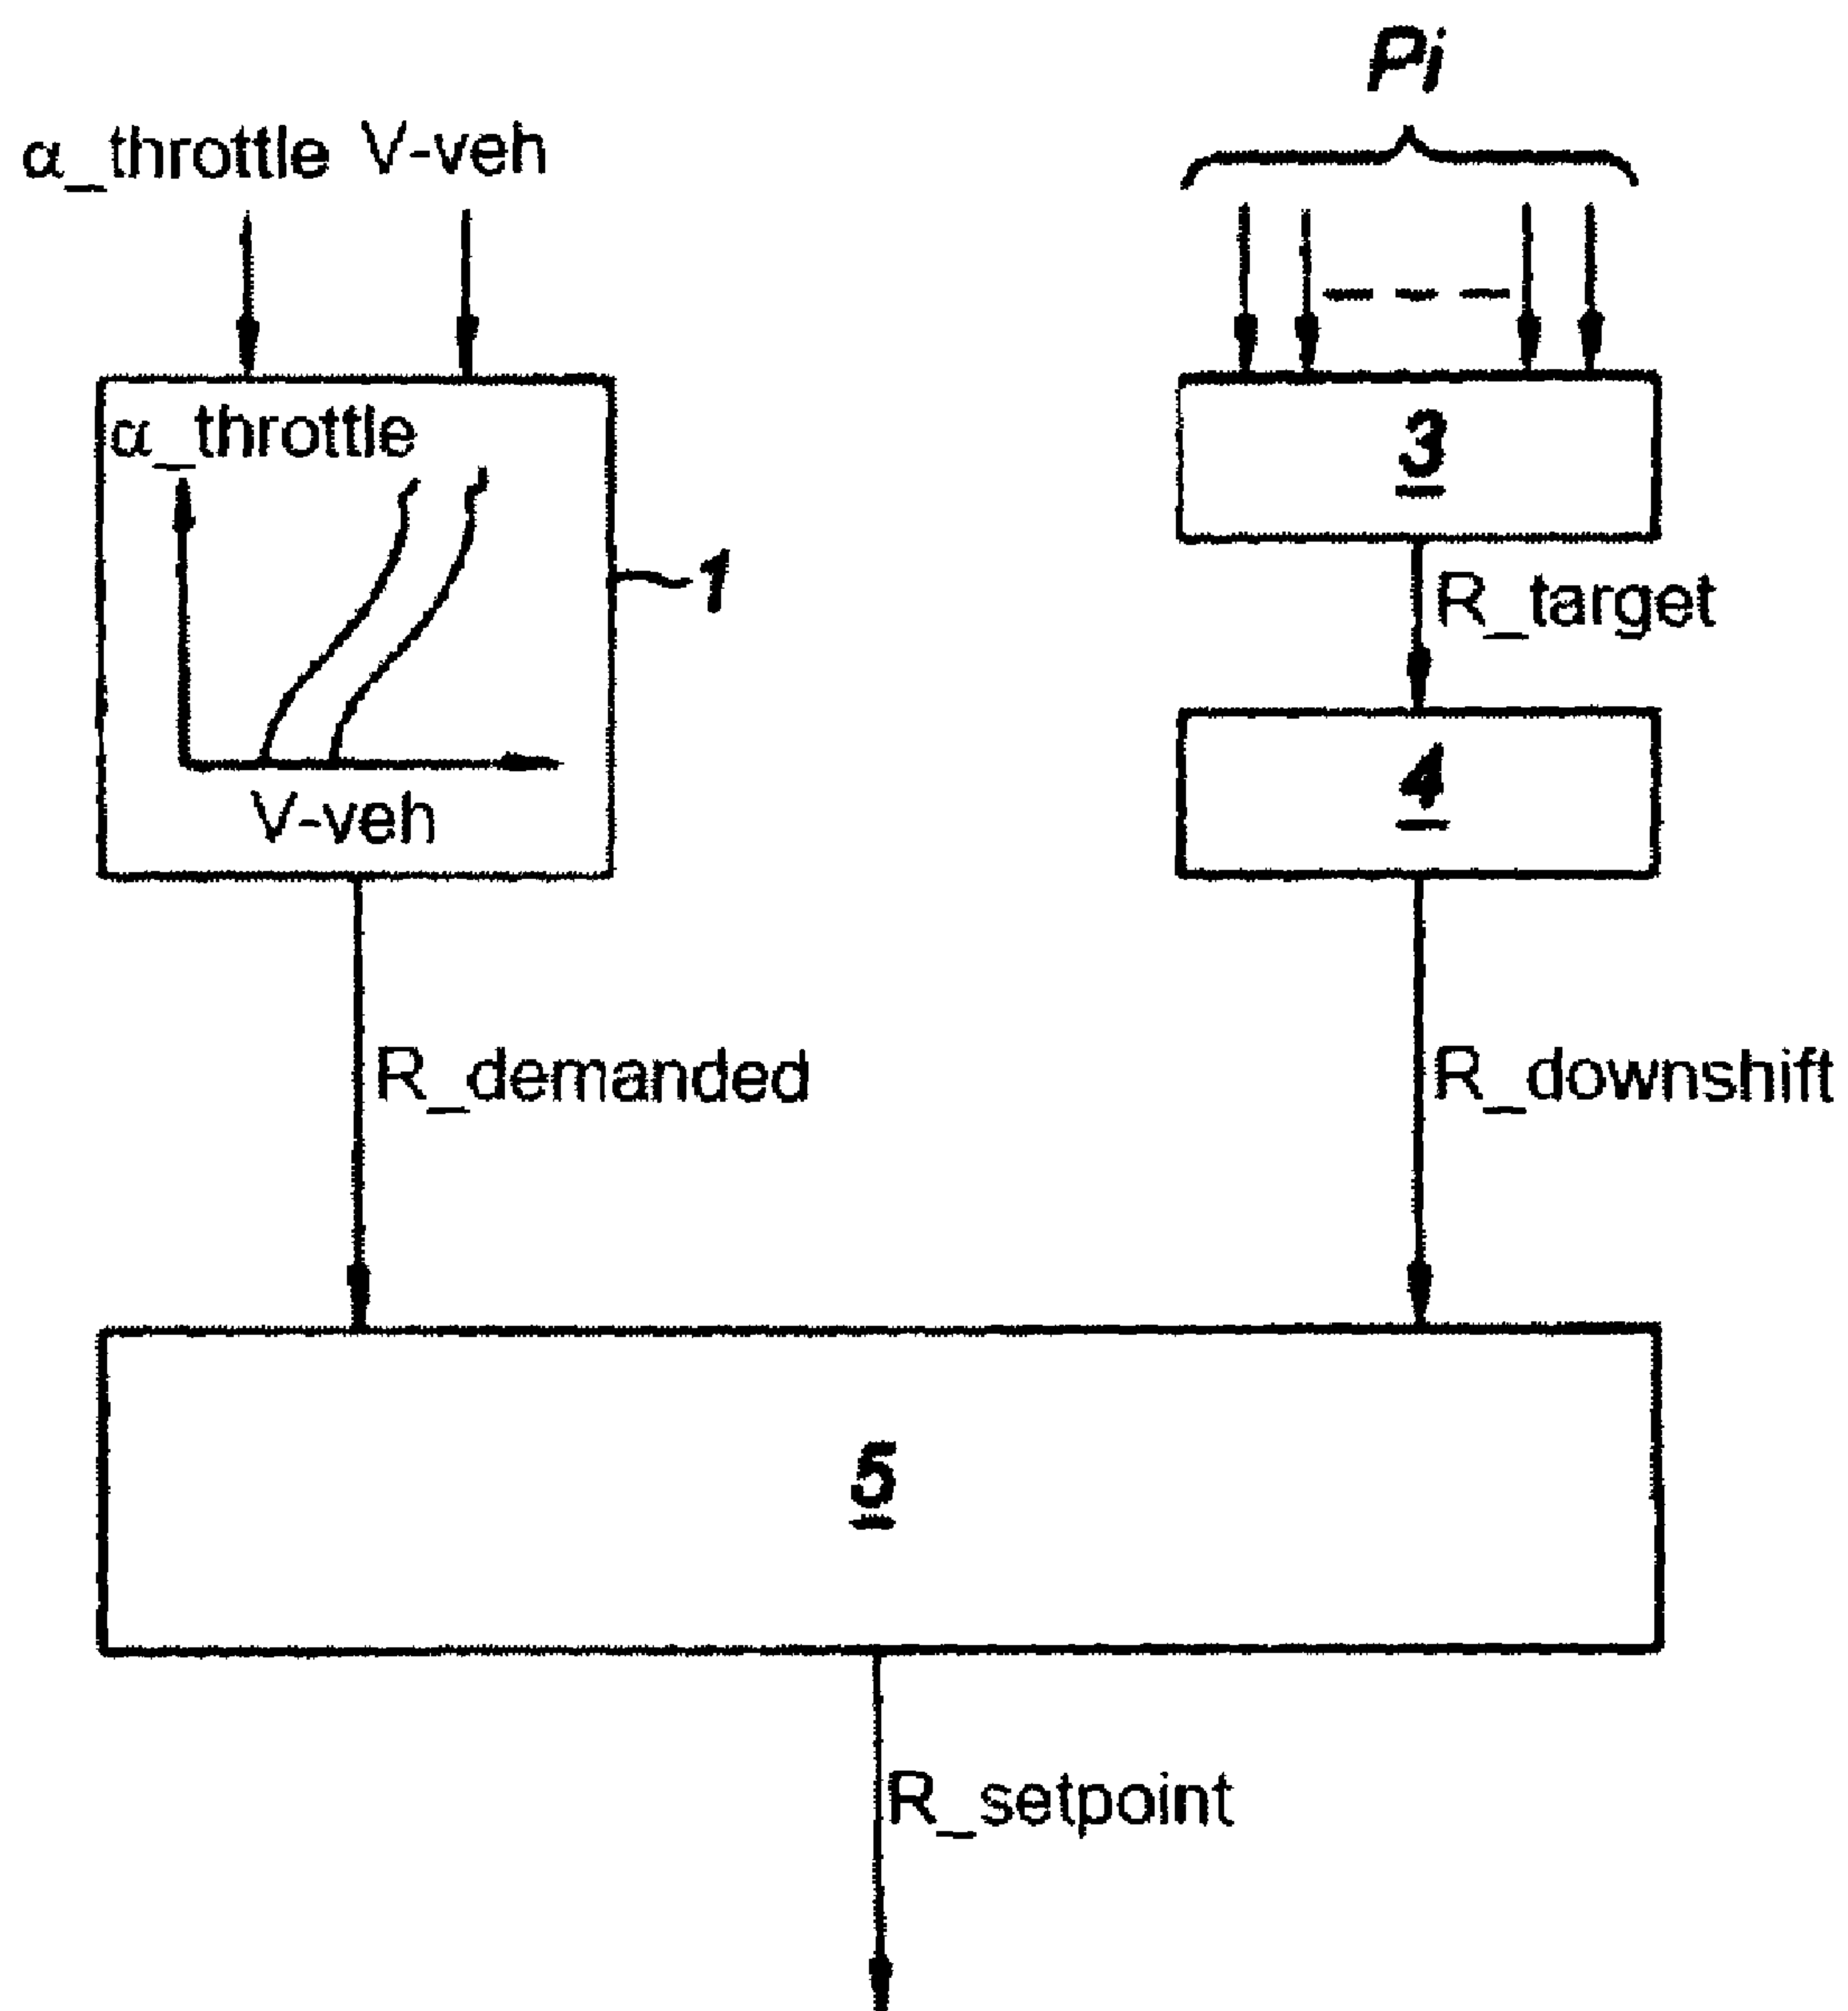 Pi
α_throttle V-veh
α_throttle
3
1
R_target
4
V-veh
R_demanded
R_downshift
5
R_setpoint